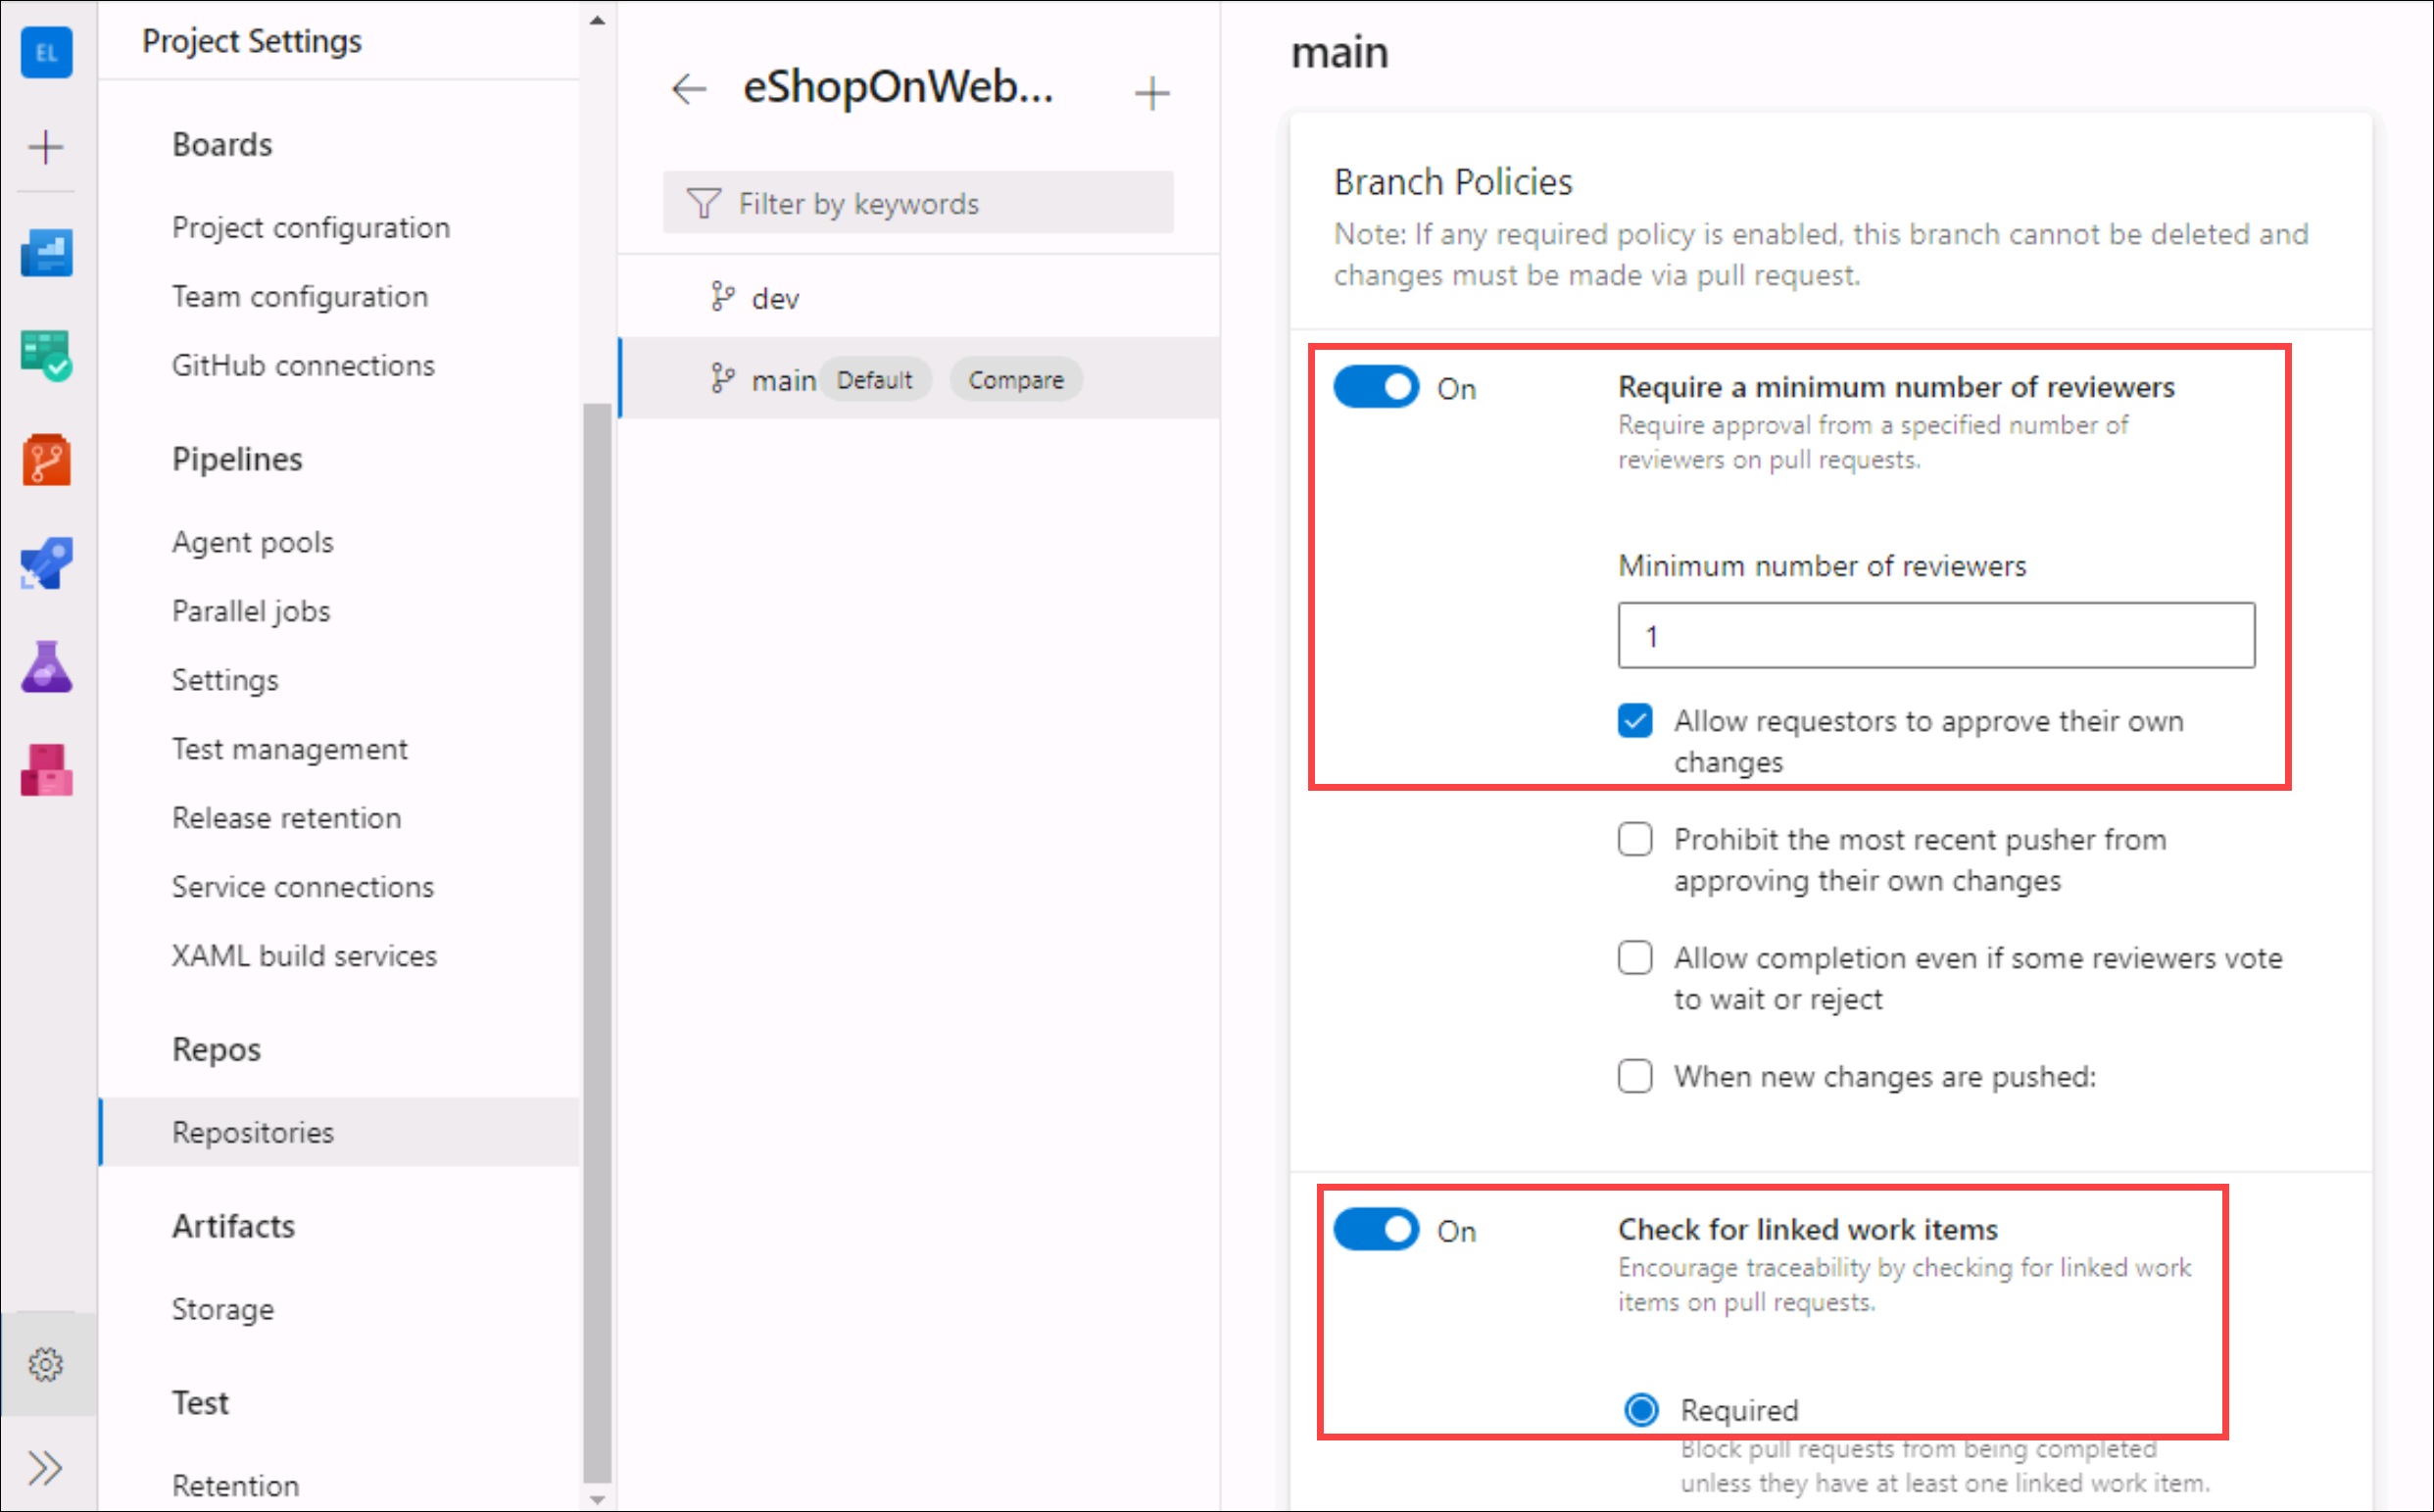 EL
Project Settings
Boards
Project configuration
Team configuration
GitHub connections
Pipelines
Agent pools
Parallel jobs
Settings
Test management
Release retention
Service connections
XAML build services
Repos
Repositories
Artifacts
Storage
Test
Retention
eShopOnWeb...
Filter by keywords
dev
main Default Compare
main
Branch Policies
Note: If any required policy is enabled, this branch cannot be deleted and
changes must be made via pull request.
On
Require a minimum number of reviewers
Require approval from a specified number of
reviewers on pull requests.
Minimum number of reviewers
1
Allow requestors to approve their own
changes
Prohibit the most recent pusher from
approving their own changes
Allow completion even if some reviewers vote
to wait or reject
When new changes are pushed:
On
Check for linked work items
Encourage traceability by checking for linked work
items on pull requests.
Required
Block pull requests from being completed
unless they have at least one linked work item.